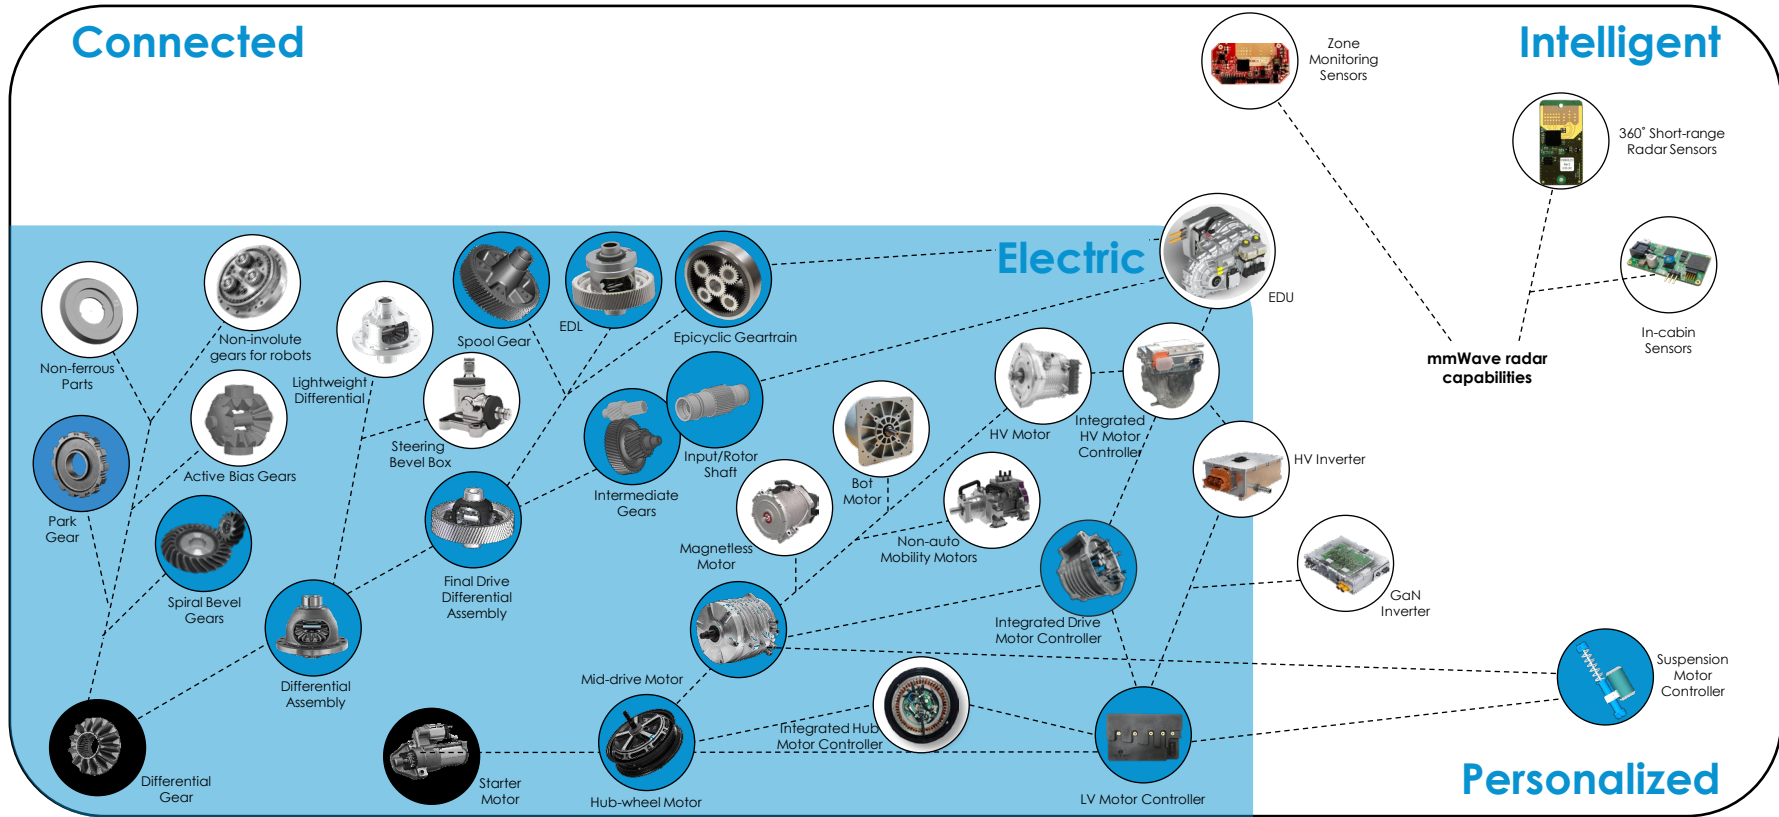 Connected
Intelligent
Zone
Monitoring
Sensors
360° Short-range
Radar Sensors
In-cabin
Sensors
mmWave radar
capabilities
Electric
EDU
Non-ferrous
Parts
Non-involute
gears for robots
Lightweight
Differential
Spool Gear
EDL
Epicyclic Geartrain
Steering
Bevel Box
Active Bias Gears
Park
Gear
Spiral Bevel
Gears
Final Drive
Differential
Assembly
Intermediate
Gears
Input/Rotor
Shaft
Magnetless
Motor
Bot
Motor
HV Motor
Integrated
HV Motor
Controller
HV Inverter
Non-auto
Mobility Motors
Integrated Drive
Motor Controller
GaN
Inverter
Suspension
Motor
Controller
Differential
Assembly
Mid-drive Motor
Integrated Hub
Motor Controller
Differential
Gear
Starter
Motor
Hub-wheel Motor
LV Motor Controller
Personalized